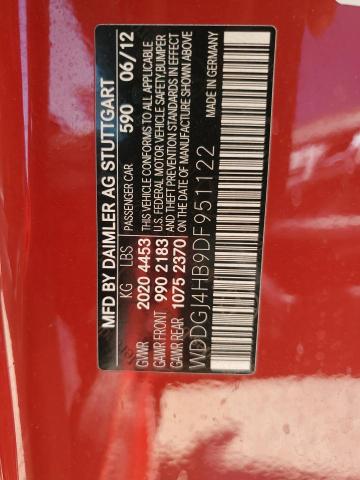 MFD BY DAIMLER AG STUTTGART
PASSENGER CAR 590 06/12
KG LBS
GVWR 2020 4453
GAWR FRONT 990 2183
GAWR REAR 1075 2370
THIS VEHICLE CONFORMS TO ALL APPLICABLE
U.S. FEDERAL MOTOR VEHICLE SAFETY,BUMPER
AND THEFT PREVENTION STANDARDS IN EFFECT
ON THE DATE OF MANUFACTURE SHOWN ABOVE
WDDGJ4HB9DF951122
MADE IN GERMANY